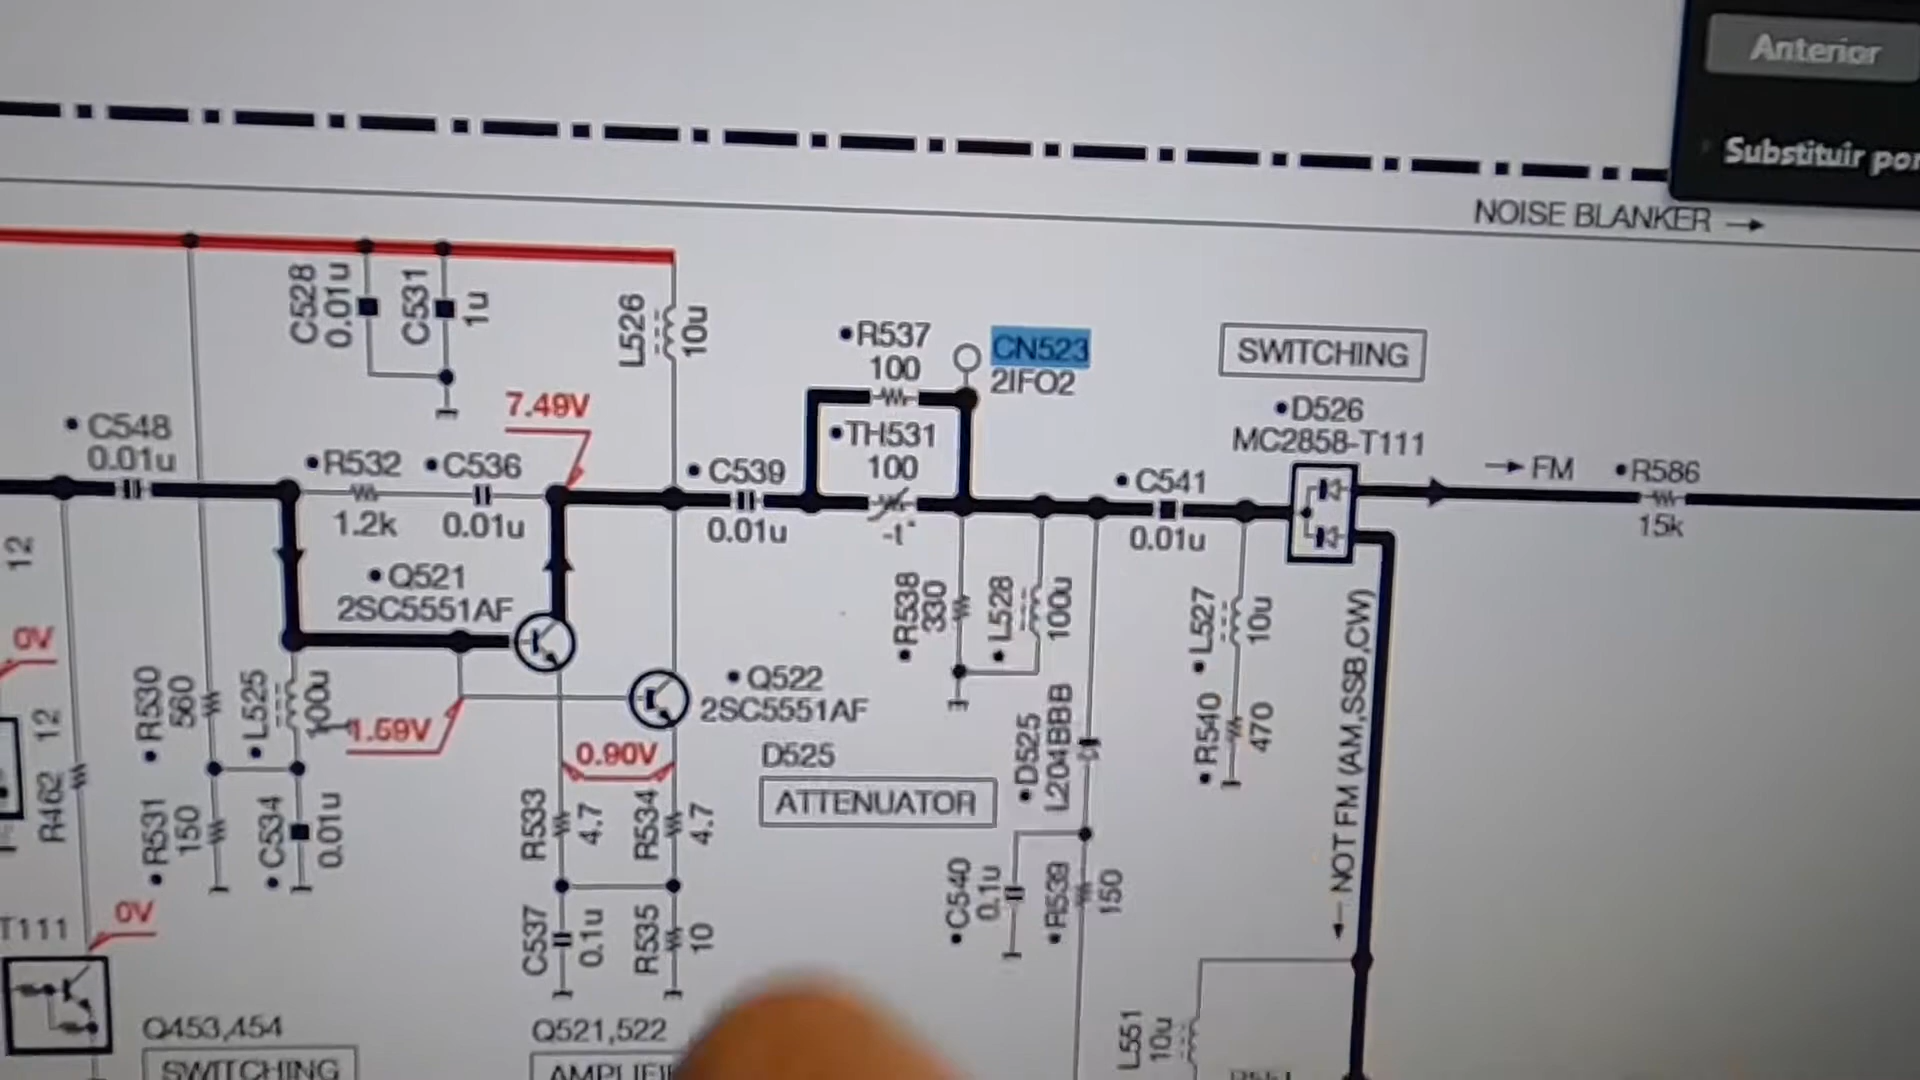 Anterior
Substituir por
NOISE BLANKER
C528
0.01u
C531
1u
L526
10u
•R537
100
CN523
2IFO2
SWITCHING
7.49V
•TH531
100
-t°
•D526
MC2858-T111
•C548
0.01u
•R532
1.2k
•C536
0.01u
•C539
0.01u
•C541
0.01u
FM
•R586
15k
12
•Q521
2SC5551AF
0V
•R530
560
•L525
100u
1.59V
•Q522
2SC5551AF
0.90V
D525
ATTENUATOR
•R538
330
•L528
100u
•D525
L204BBB
•L527
10u
•R540
470
NOT FM (AM,SSB,CW)
R462
12
•R531
150
•C534
0.01u
R533
4.7
R534
4.7
•C540
0.1u
•R539
150
T111
0V
C537
0.1u
R535
10
Q453,454
SWITCHING
Q521,522
L551
10u